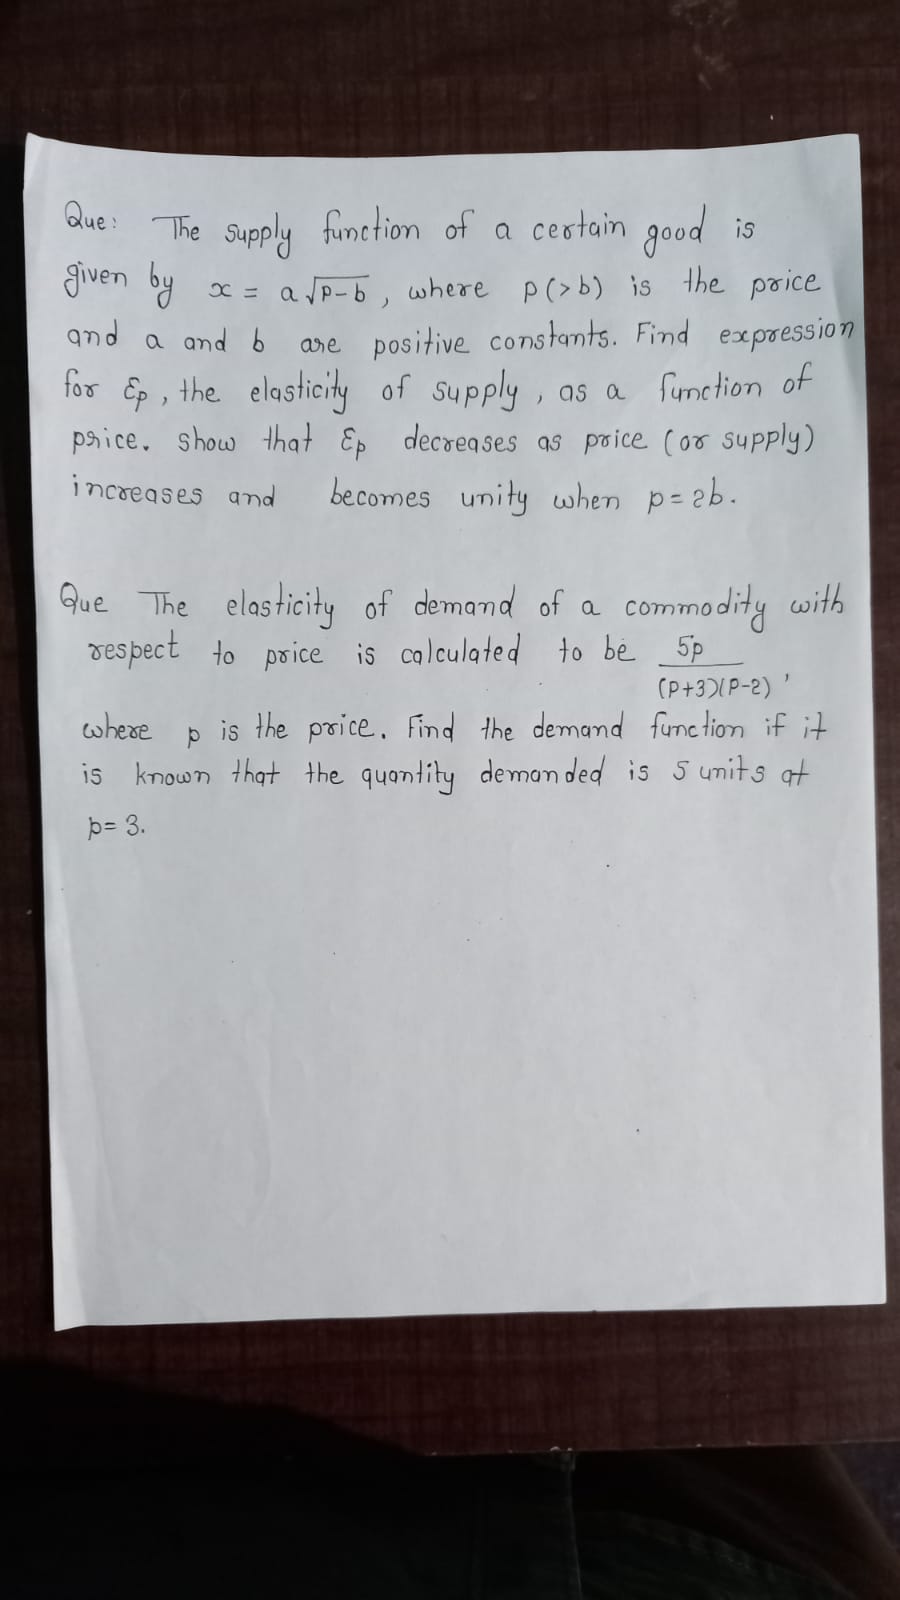 Que: The supply function of a certain good is
given by x = a √p-b , where p(>b) is the price
and a and b are positive constants. Find expression
for Ɛp , the elasticity of supply , as a function of
price. show that Ɛp decreases as price (or supply)
increases and becomes unity when p = 2b.
Que The elasticity of demand of a commodity with
respect to price is calculated to be 5p/(P+3)(P-2) ,
where p is the price. Find the demand function if it
is known that the quantity demanded is 5 units at
p= 3.